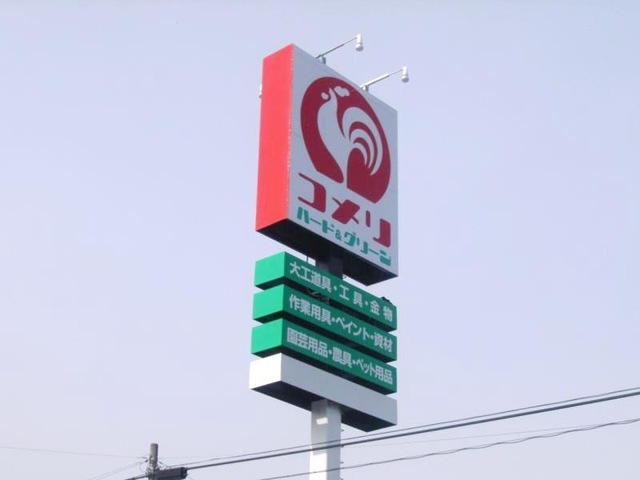 コメリ
ハード&グリーン
大工道具・工具・金物
作業用具・ペイント・資材
園芸用品・農具・ペット用品